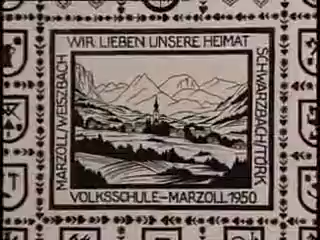 WIR LIEBEN UNSERE HEIMAT
MARZOLL/WEISZBACH
SCHWARZBACH/TÜRK
VOLKSSCHULE-MARZOLL 1950